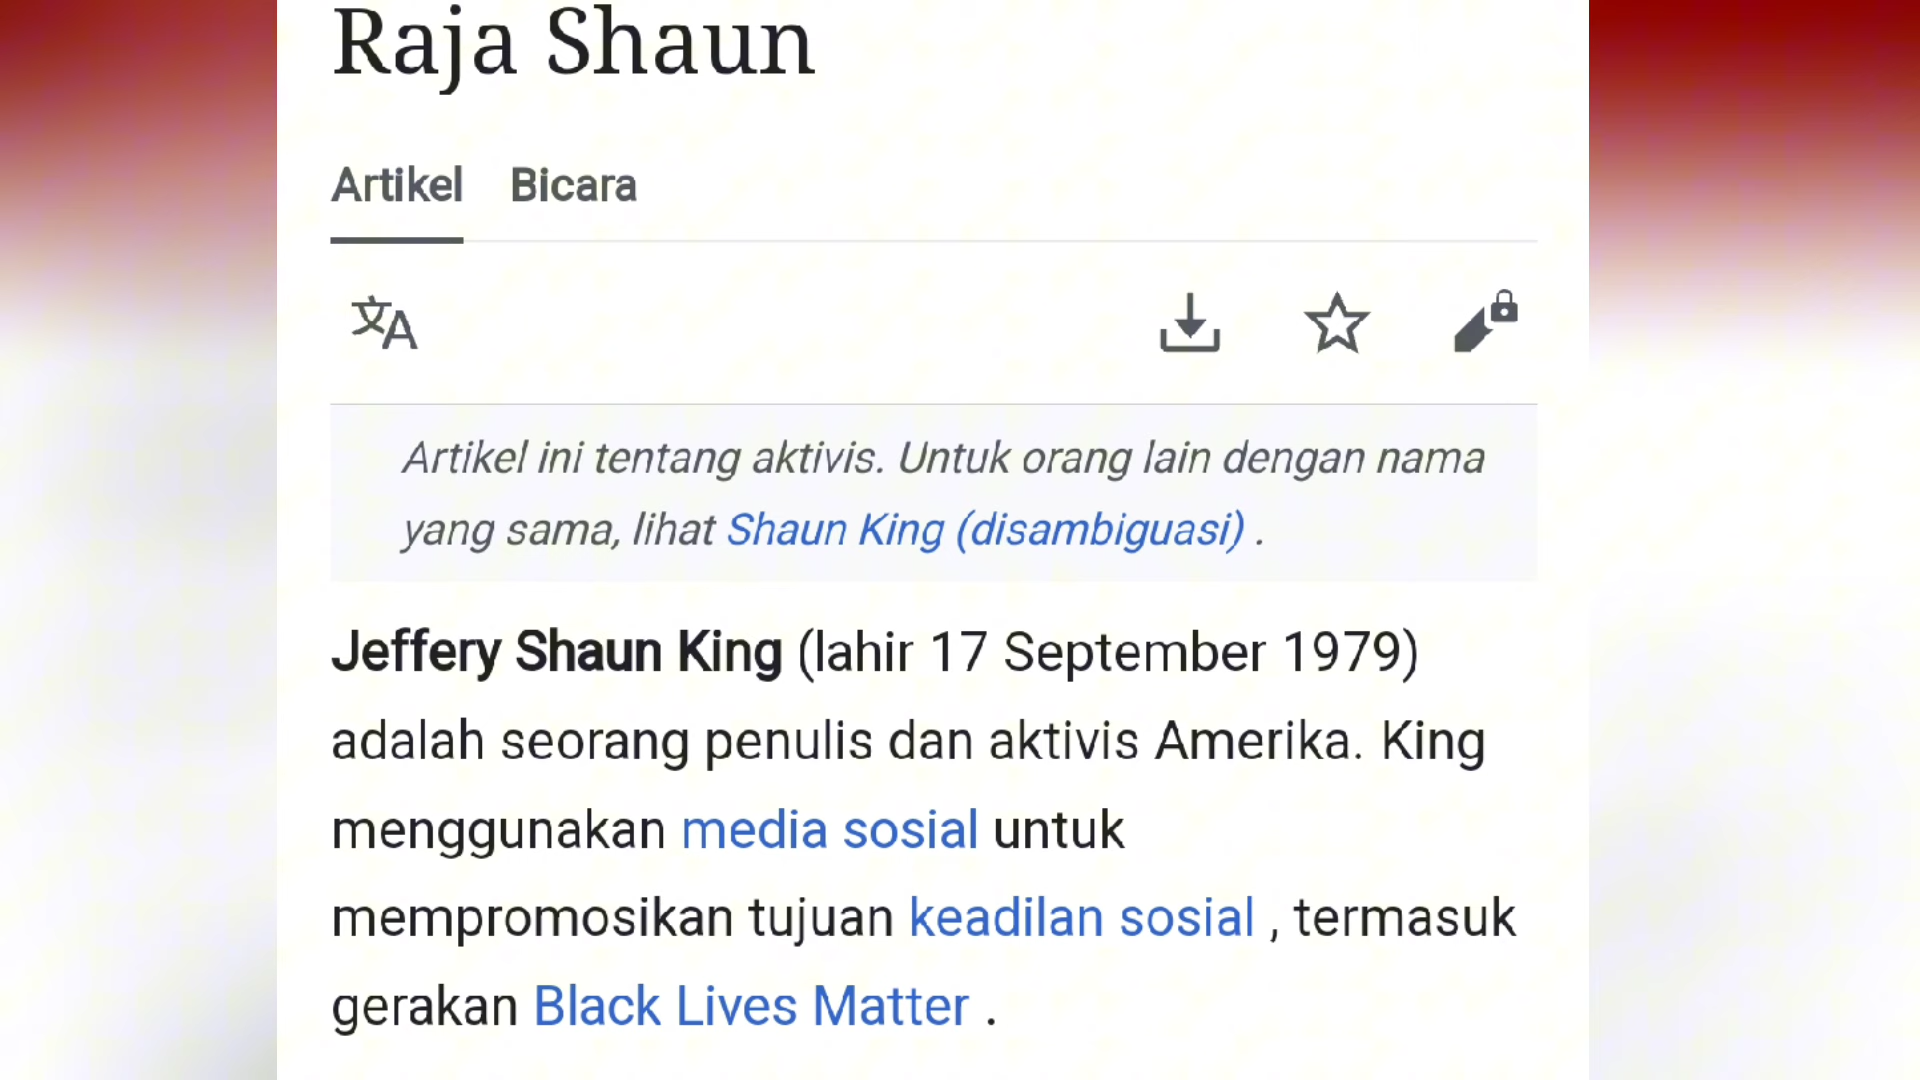 Raja Shaun
Artikel Bicara
Artikel ini tentang aktivis. Untuk orang lain dengan nama
yang sama, lihat Shaun King (disambiguasi) .
Jeffery Shaun King (lahir 17 September 1979)
adalah seorang penulis dan aktivis Amerika. King
menggunakan media sosial untuk
mempromosikan tujuan keadilan sosial , termasuk
gerakan Black Lives Matter .